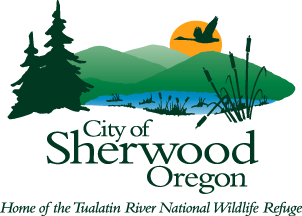 City of
Sherwood
Oregon
Home of the Tualatin River National Wildlife Refuge